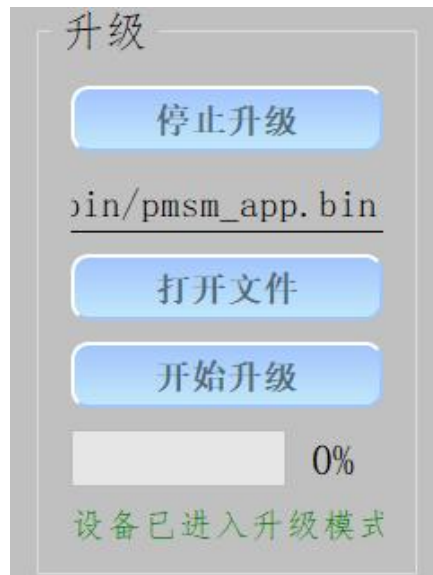 升级
停止升级
bin/pmsm_app.bin
打开文件
开始升级
0%
设备已进入升级模式